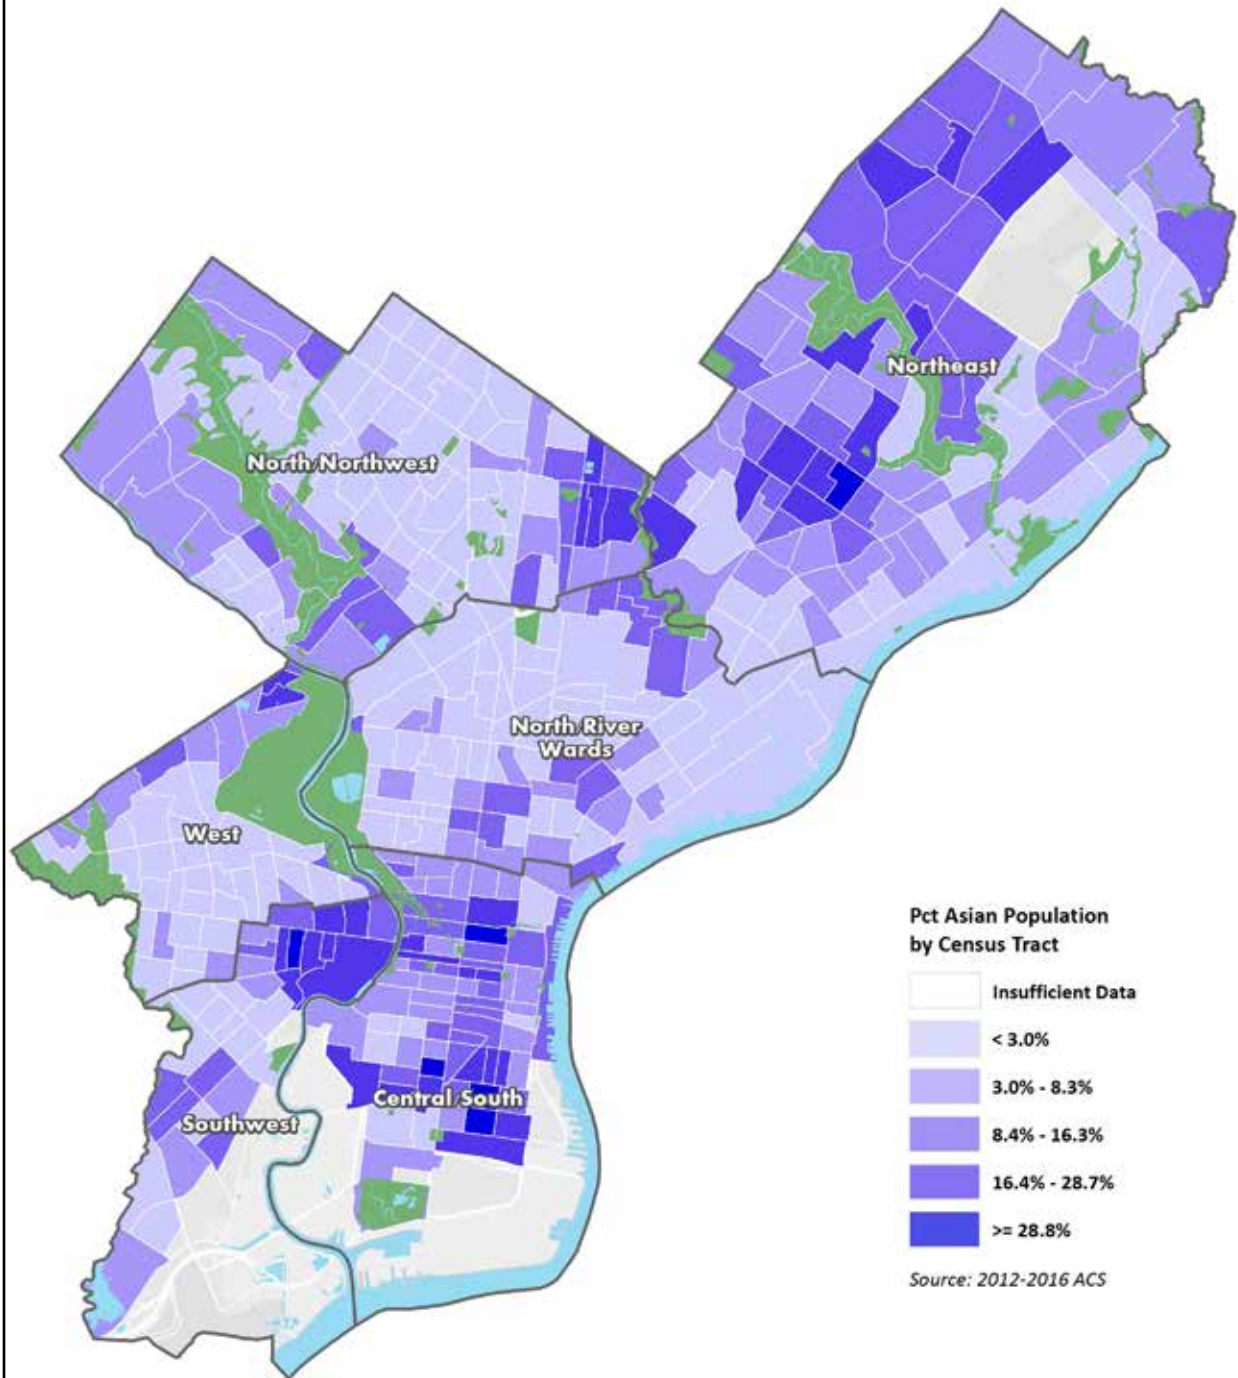 Northeast
North/Northwest
North/River
Wards
West
Central/South
Southwest
Pct Asian Population
by Census Tract
Insufficient Data
< 3.0%
3.0% - 8.3%
8.4% - 16.3%
16.4% - 28.7%
>= 28.8%
Source: 2012-2016 ACS